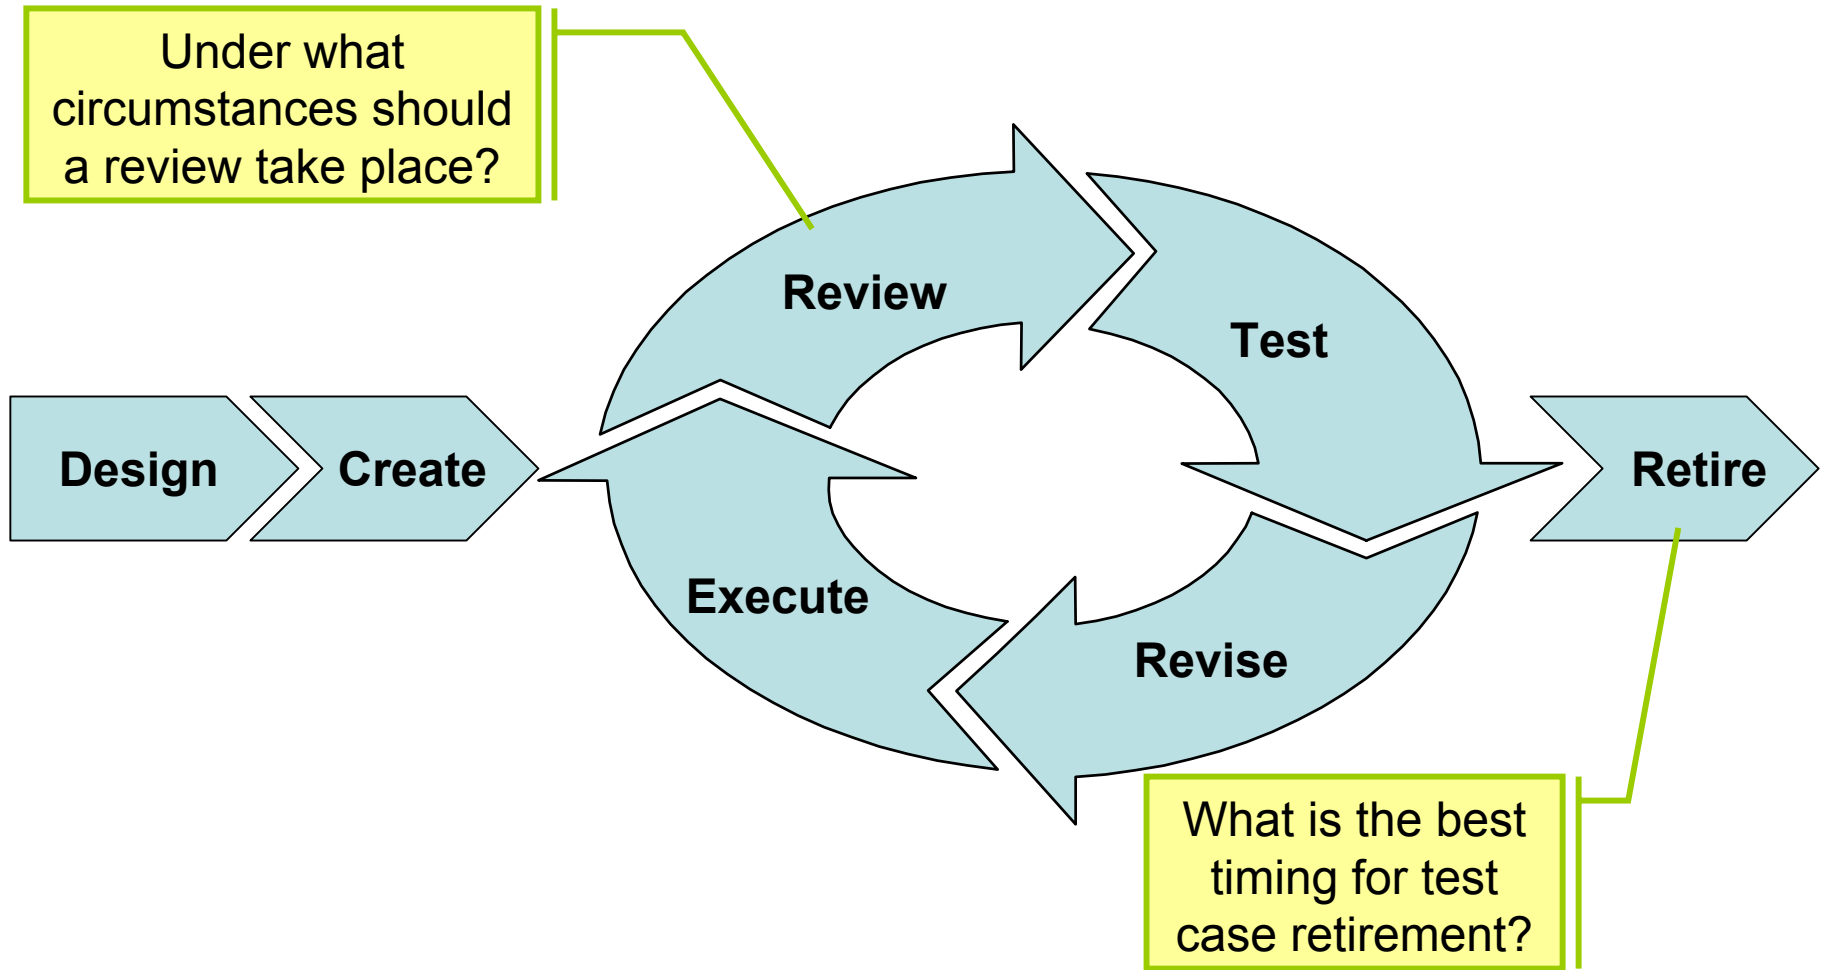 Under what
circumstances should
a review take place?
Review
Test
Design
Create
Retire
Execute
Revise
What is the best
timing for test
case retirement?